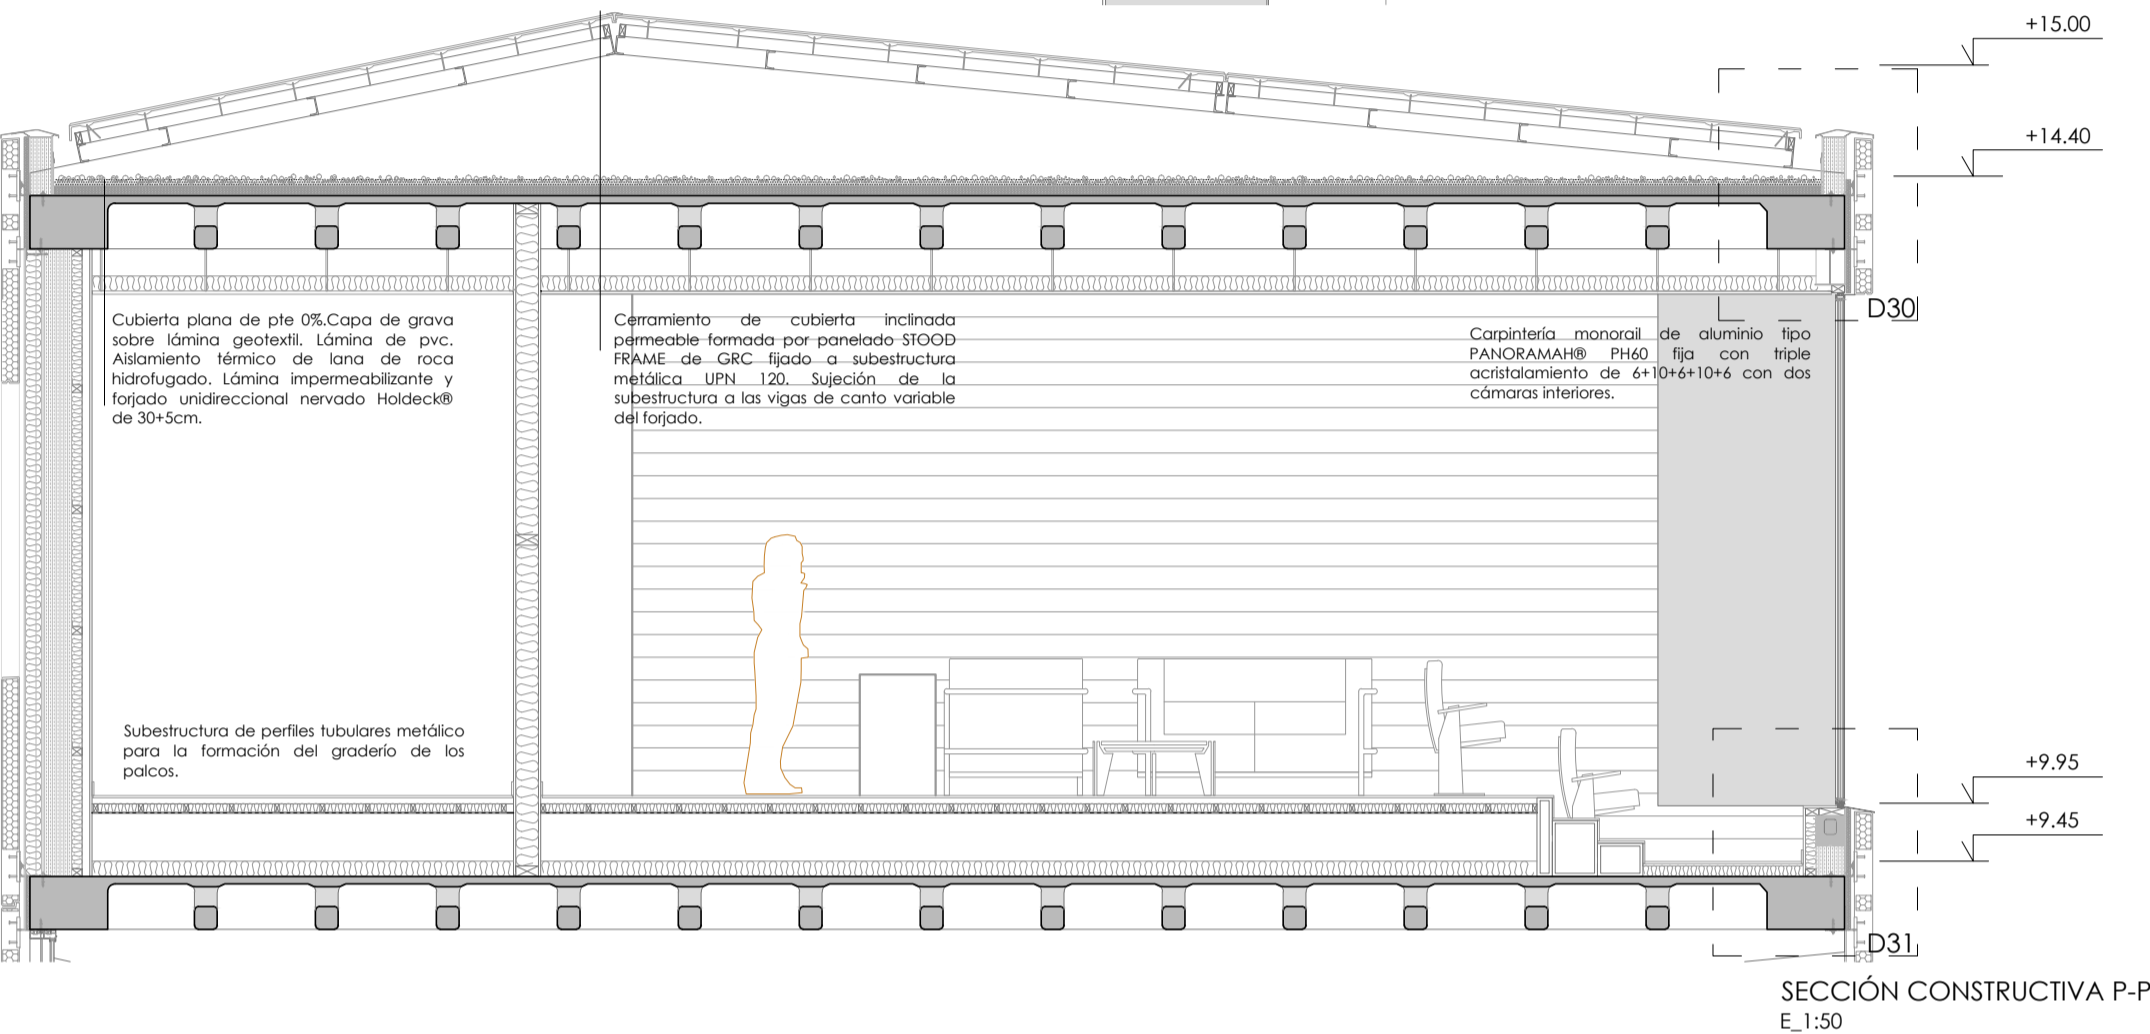 +15.00
+14.40
D30
Cubierta plana de pte 0%.Capa de grava
sobre lámina geotextil. Lámina de pvc.
Aislamiento térmico de lana de roca
hidrofugado. Lámina impermeabilizante y
forjado unidireccional nervado Holdeck®
de 30+5cm.
Cerramiento de cubierta inclinada
permeable formada por panelado STOOD
FRAME de GRC fijado a subestructura
metálica UPN 120. Sujeción de la
subestructura a las vigas de canto variable
del forjado.
Carpintería monorail de aluminio tipo
PANORAMAH® PH60 fija con triple
acristalamiento de 6+10+6+10+6 con dos
cámaras interiores.
Subestructura de perfiles tubulares metálico
para la formación del graderío de los
palcos.
+9.95
+9.45
D31
SECCIÓN CONSTRUCTIVA P-P
E_1:50